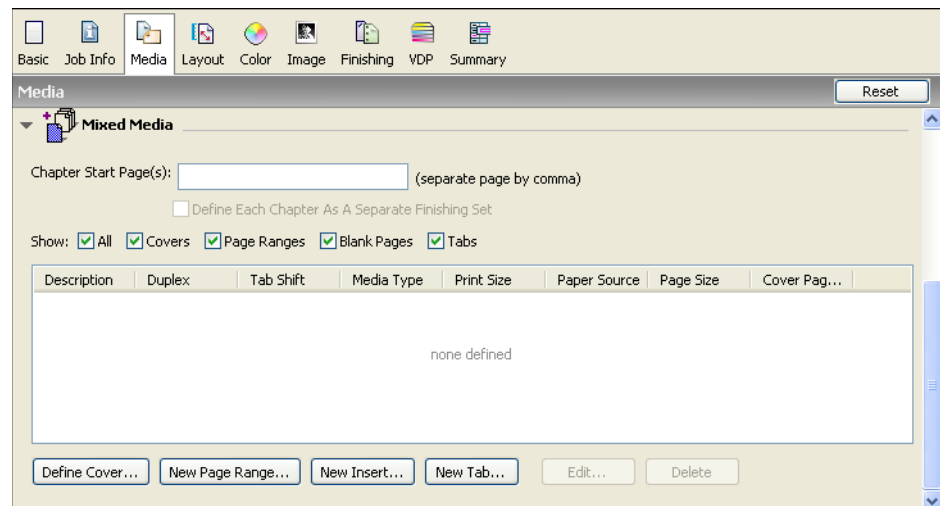 Basic Job Info Media Layout Color Image Finishing VDP Summary
Media Reset
Mixed Media
Chapter Start Page(s): (separate page by comma)
Define Each Chapter As A Separate Finishing Set
Show: All Covers Page Ranges Blank Pages Tabs
Description Duplex Tab Shift Media Type Print Size Paper Source Page Size Cover Pag...
none defined
Define Cover... New Page Range... New Insert... New Tab... Edit... Delete